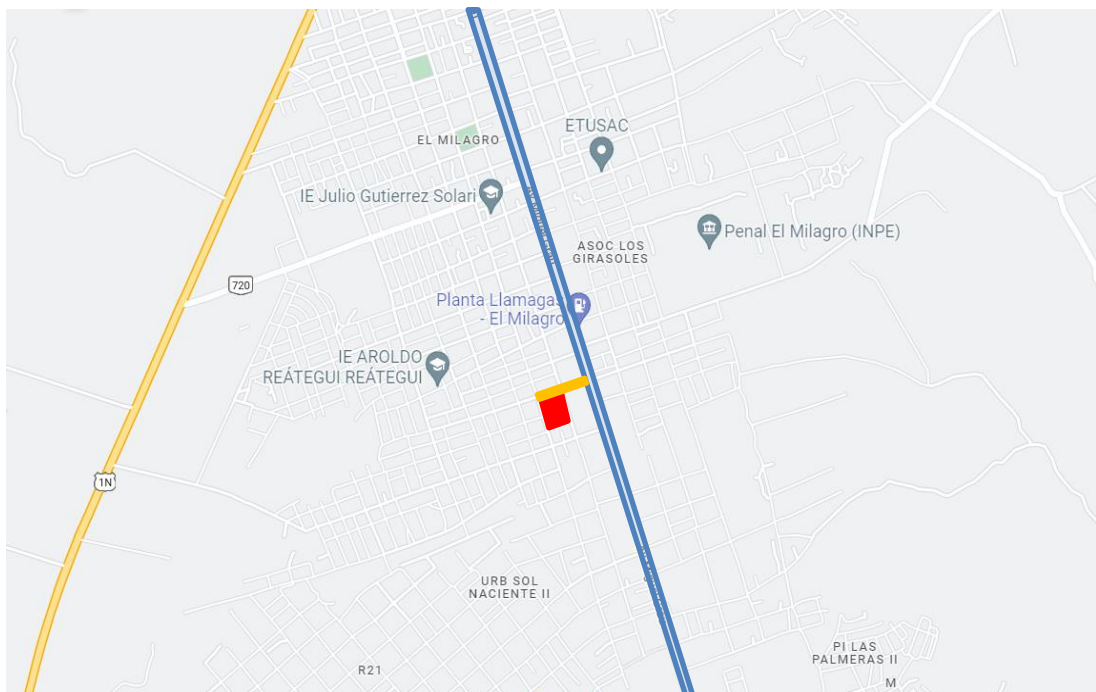 ETUSAC
EL MILAGRO
IE Julio Gutierrez Solari
Penal El Milagro (INPE)
ASOC LOS
GIRASOLES
720
Planta Llamagas
- El Milagro
IE AROLDO
REÁTEGUI REÁTEGUI
1N
URB SOL
NACIENTE II
PI LAS
PALMERAS II
R21
M